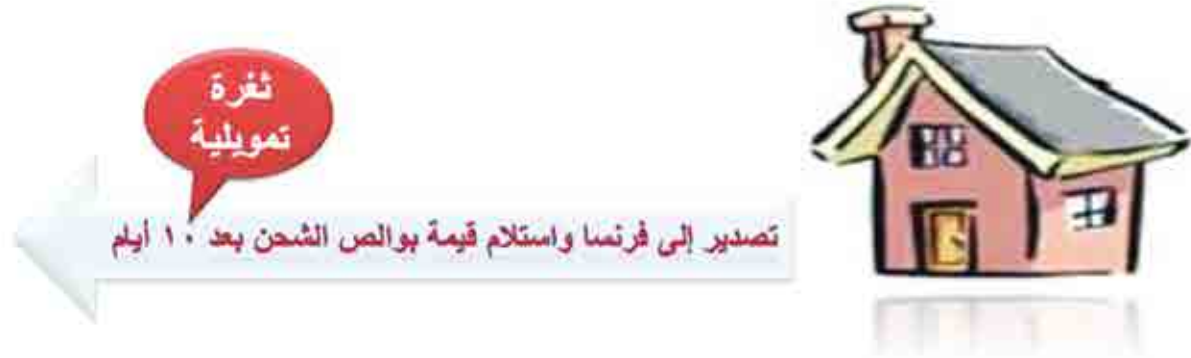 ثغرة
تمويلية
تصدير إلى فرنسا واستلام قيمة بوالص الشحن بعد ١٠ أيام